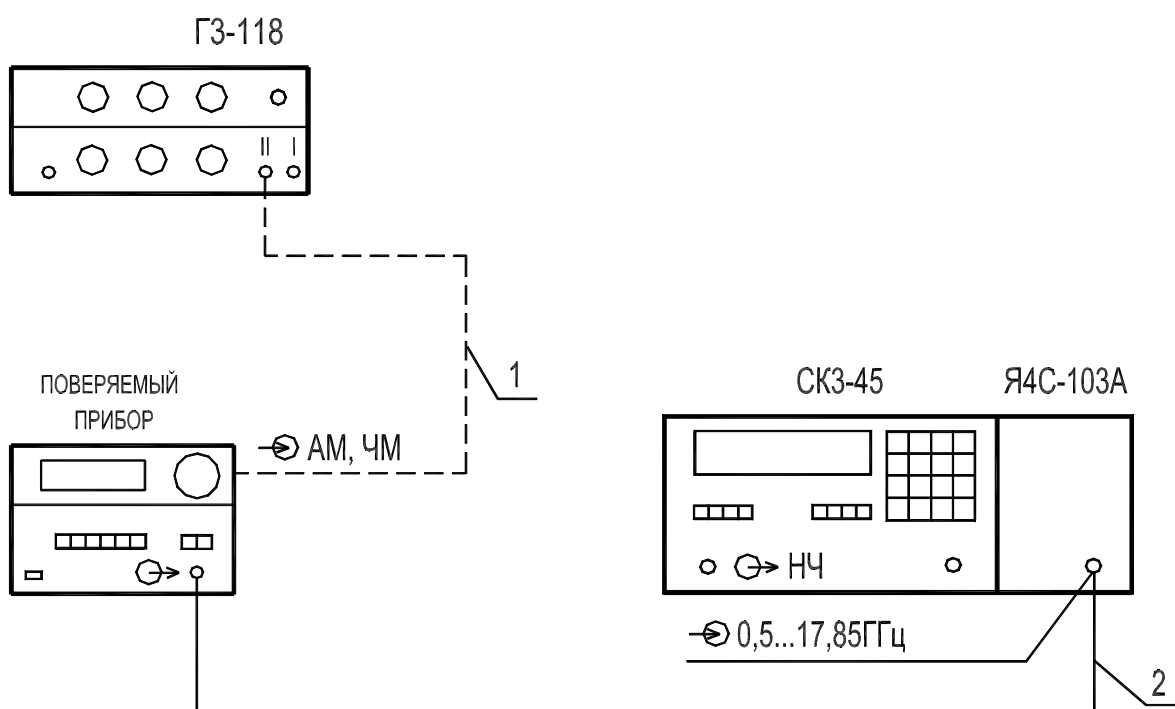 Г3-118
II I
1
ПОВЕРЯЕМЫЙ
ПРИБОР
АМ, ЧМ
СК3-45
Я4С-103А
НЧ
0,5...17,85ГГц
2